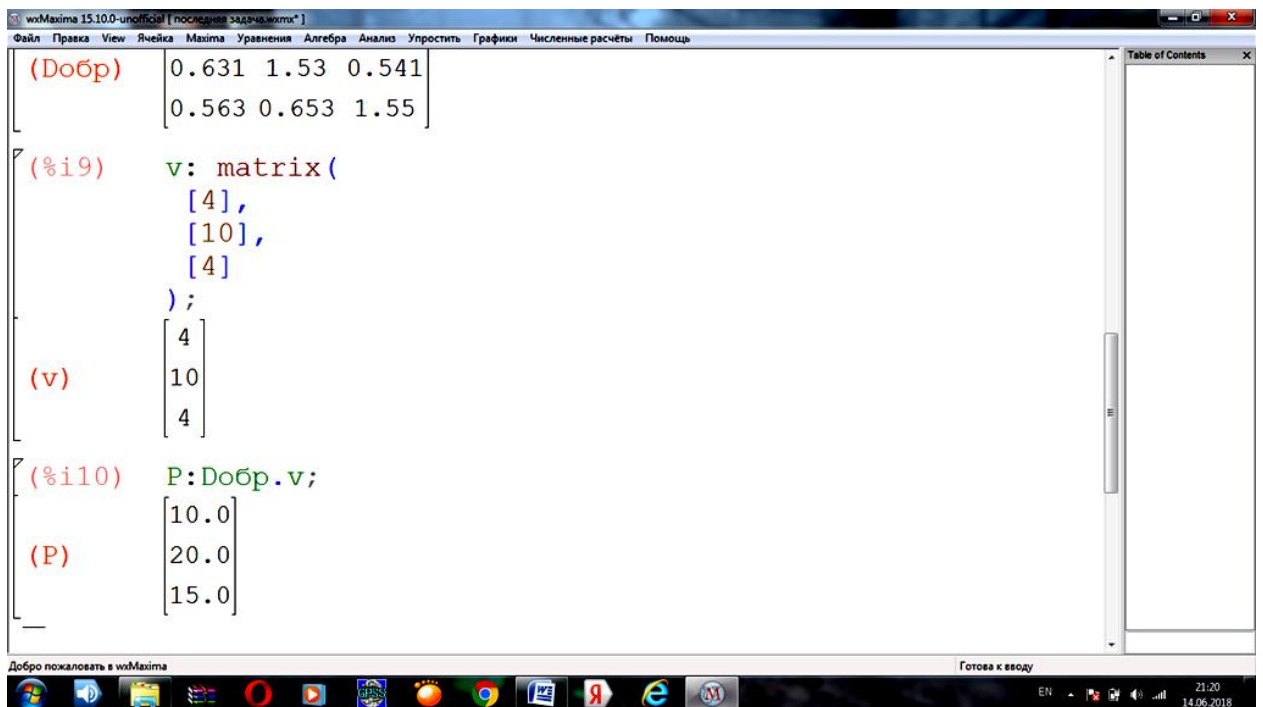 wxMaxima 15.10.0-unofficial [ последняя задача.wxmx* ]
Файл Правка View Ячейка Maxima Уравнения Алгебра Анализ Упростить Графики Численные расчёты Помощь
Table of Contents
(Dобр) 0.631 1.53 0.541
0.563 0.653 1.55
(%i9) v: matrix(
[4],
[10],
[4]
);
4
(v) 10
4
(%i10) P:Dобр.v;
10.0
(P) 20.0
15.0
Добро пожаловать в wxMaxima Готова к вводу
GPSS W Я e M EN 21:20
14.06.2018